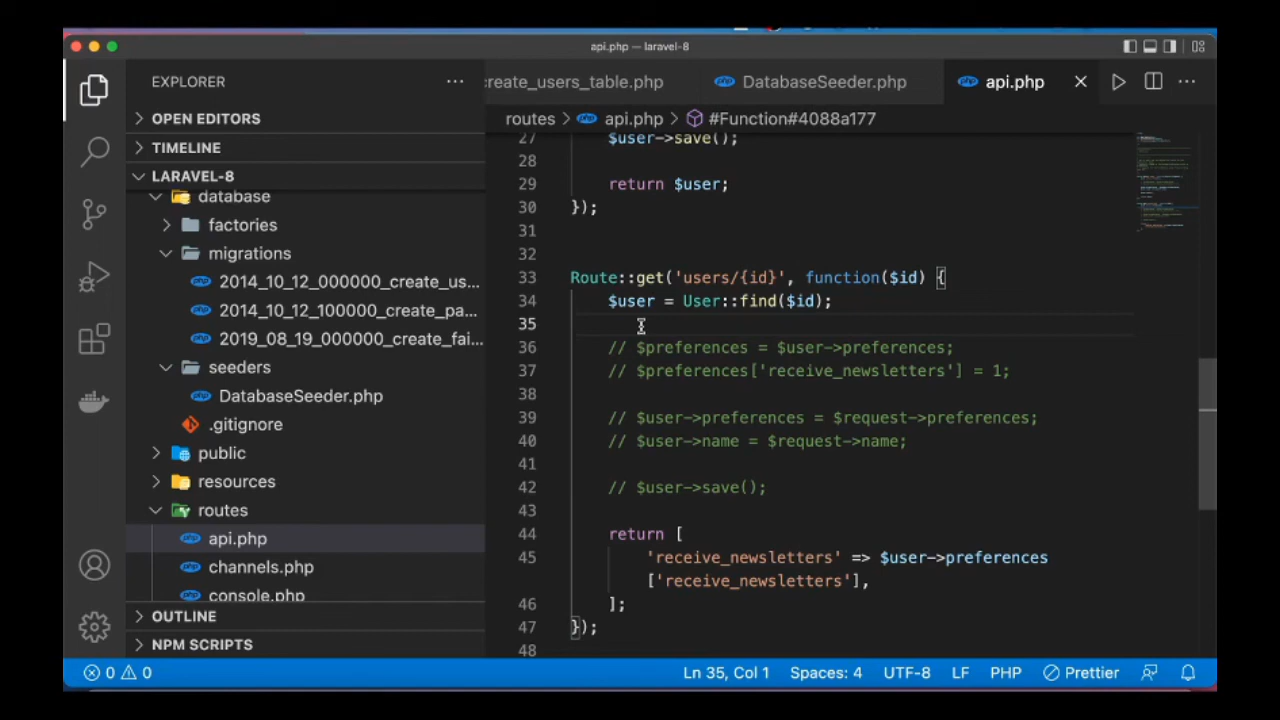 api.php — laravel-8
EXPLORER
OPEN EDITORS
TIMELINE
LARAVEL-8
database
factories
migrations
2014_10_12_000000_create_us...
2014_10_12_100000_create_pa...
2019_08_19_000000_create_fai...
seeders
DatabaseSeeder.php
.gitignore
public
resources
routes
api.php
channels.php
console.php
OUTLINE
NPM SCRIPTS
create_users_table.php DatabaseSeeder.php api.php
routes > api.php > #Function#4088a177
27 $user->save();
28
29 return $user;
30 });
31
32
33 Route::get('users/{id}', function($id) {
34 $user = User::find($id);
35
36 // $preferences = $user->preferences;
37 // $preferences['receive_newsletters'] = 1;
38
39 // $user->preferences = $request->preferences;
40 // $user->name = $request->name;
41
42 // $user->save();
43
44 return [
45 'receive_newsletters' => $user->preferences
['receive_newsletters'],
46 ];
47 });
48
0 0 Ln 35, Col 1 Spaces: 4 UTF-8 LF PHP Prettier